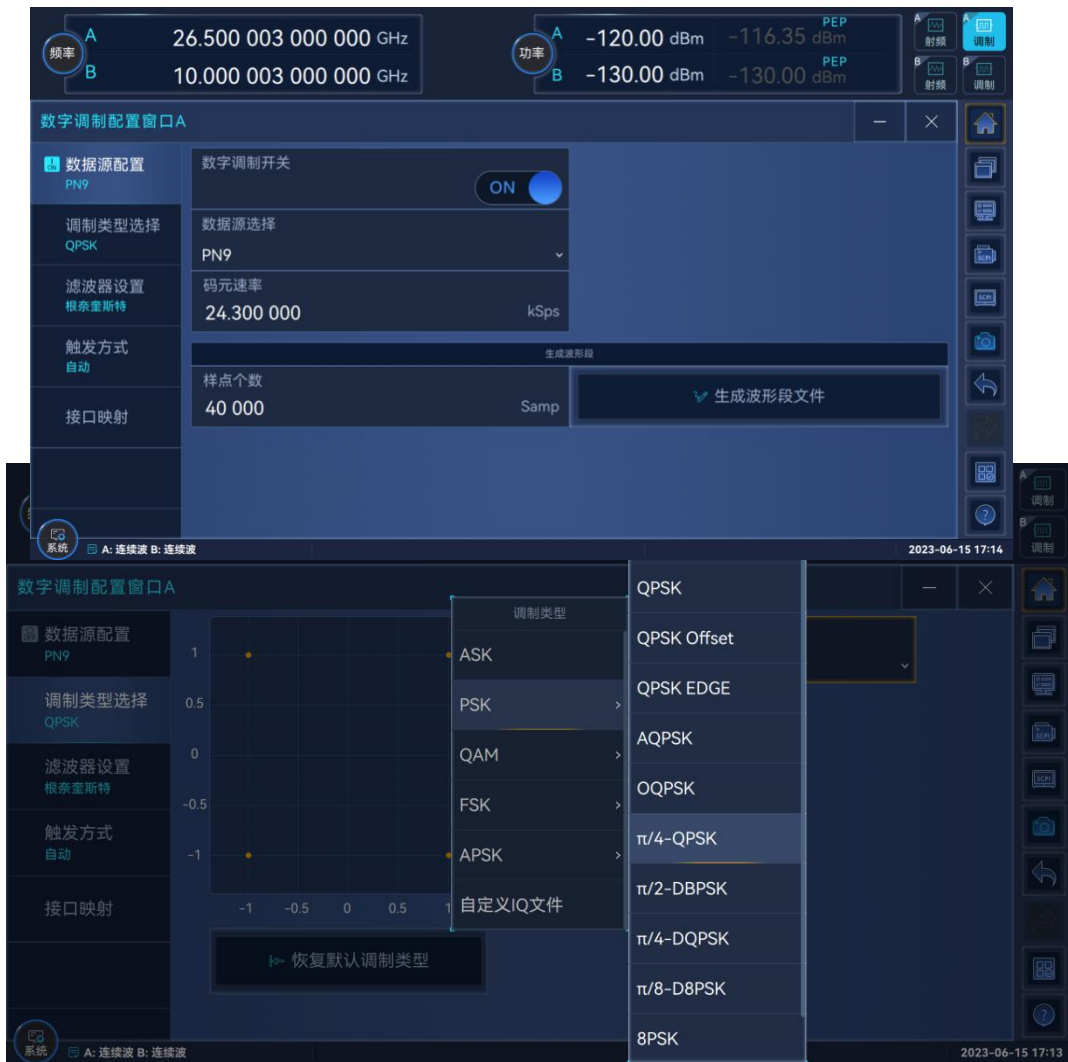 频率
A 26.500 003 000 000 GHz
B 10.000 003 000 000 GHz
功率
A -120.00 dBm -116.35 dBm PEP
B -130.00 dBm -130.00 dBm PEP
A 射频
A 调制
B 射频
B 调制
数字调制配置窗口A
ON 数据源配置
PN9
调制类型选择
QPSK
滤波器设置
根奈奎斯特
触发方式
自动
接口映射
数字调制开关
ON
数据源选择
PN9
码元速率
24.300 000 kSps
生成波形段
样点个数
40 000 Samp
生成波形段文件
SCPI
SCPI
系统
A: 连续波 B: 连续波
2023-06-15 17:14
A 调制
B 调制
数字调制配置窗口A
数据源配置
PN9
调制类型选择
QPSK
滤波器设置
根奈奎斯特
触发方式
自动
接口映射
1
0.5
0
-0.5
-1
-1 -0.5 0 0.5 1
恢复默认调制类型
调制类型
ASK
PSK
QAM
FSK
APSK
自定义IQ文件
QPSK
QPSK Offset
QPSK EDGE
AQPSK
OQPSK
π/4-QPSK
π/2-DBPSK
π/4-DQPSK
π/8-D8PSK
8PSK
SCPI
SCPI
系统
A: 连续波 B: 连续波
2023-06-15 17:13